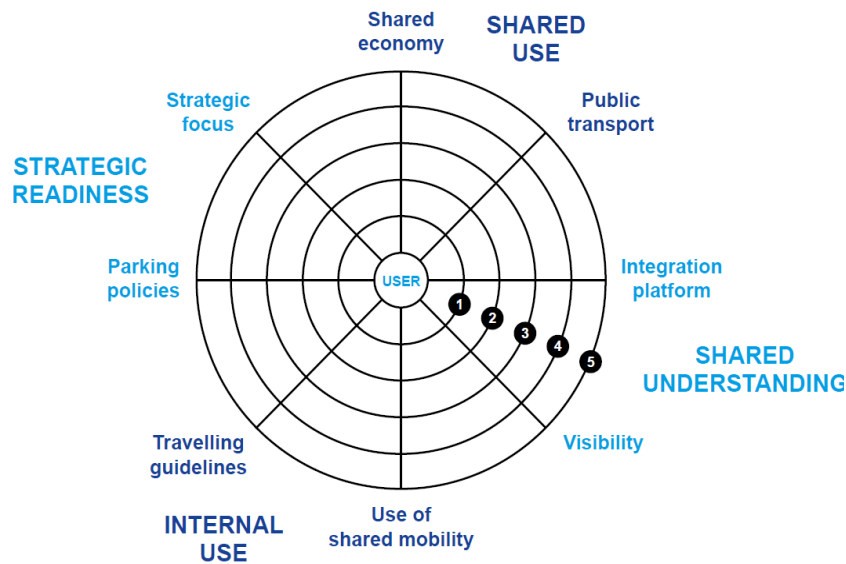 Shared
economy
SHARED
USE
Strategic
focus
Public
transport
STRATEGIC
READINESS
Parking
policies
USER
Integration
platform
1
2
3
4
5
SHARED
UNDERSTANDING
Travelling
guidelines
Visibility
INTERNAL
USE
Use of
shared mobility